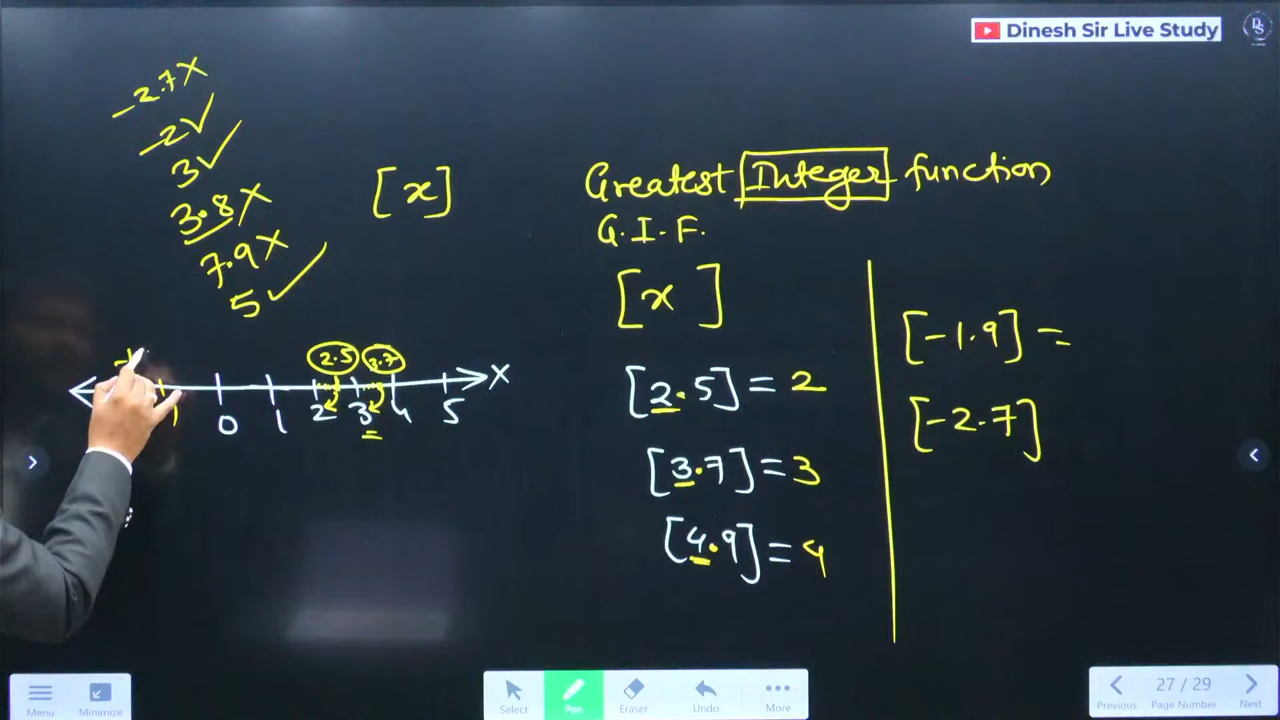 Dinesh Sir Live Study
DS
-2.7 X
-2 ✓
3 ✓
3.8 X
7.9 X
5 ✓
[x]
Greatest Integer function
G.I.F.
[x]
[2.5] = 2
[3.7] = 3
[4.9] = 4
[-1.9] =
[-2.7]
2.5 3.7
0 1 2 3 4 5 X
Menu
Minimize
Select
Pen
Eraser
Undo
More
Previous
27 / 29
Page Number
Next